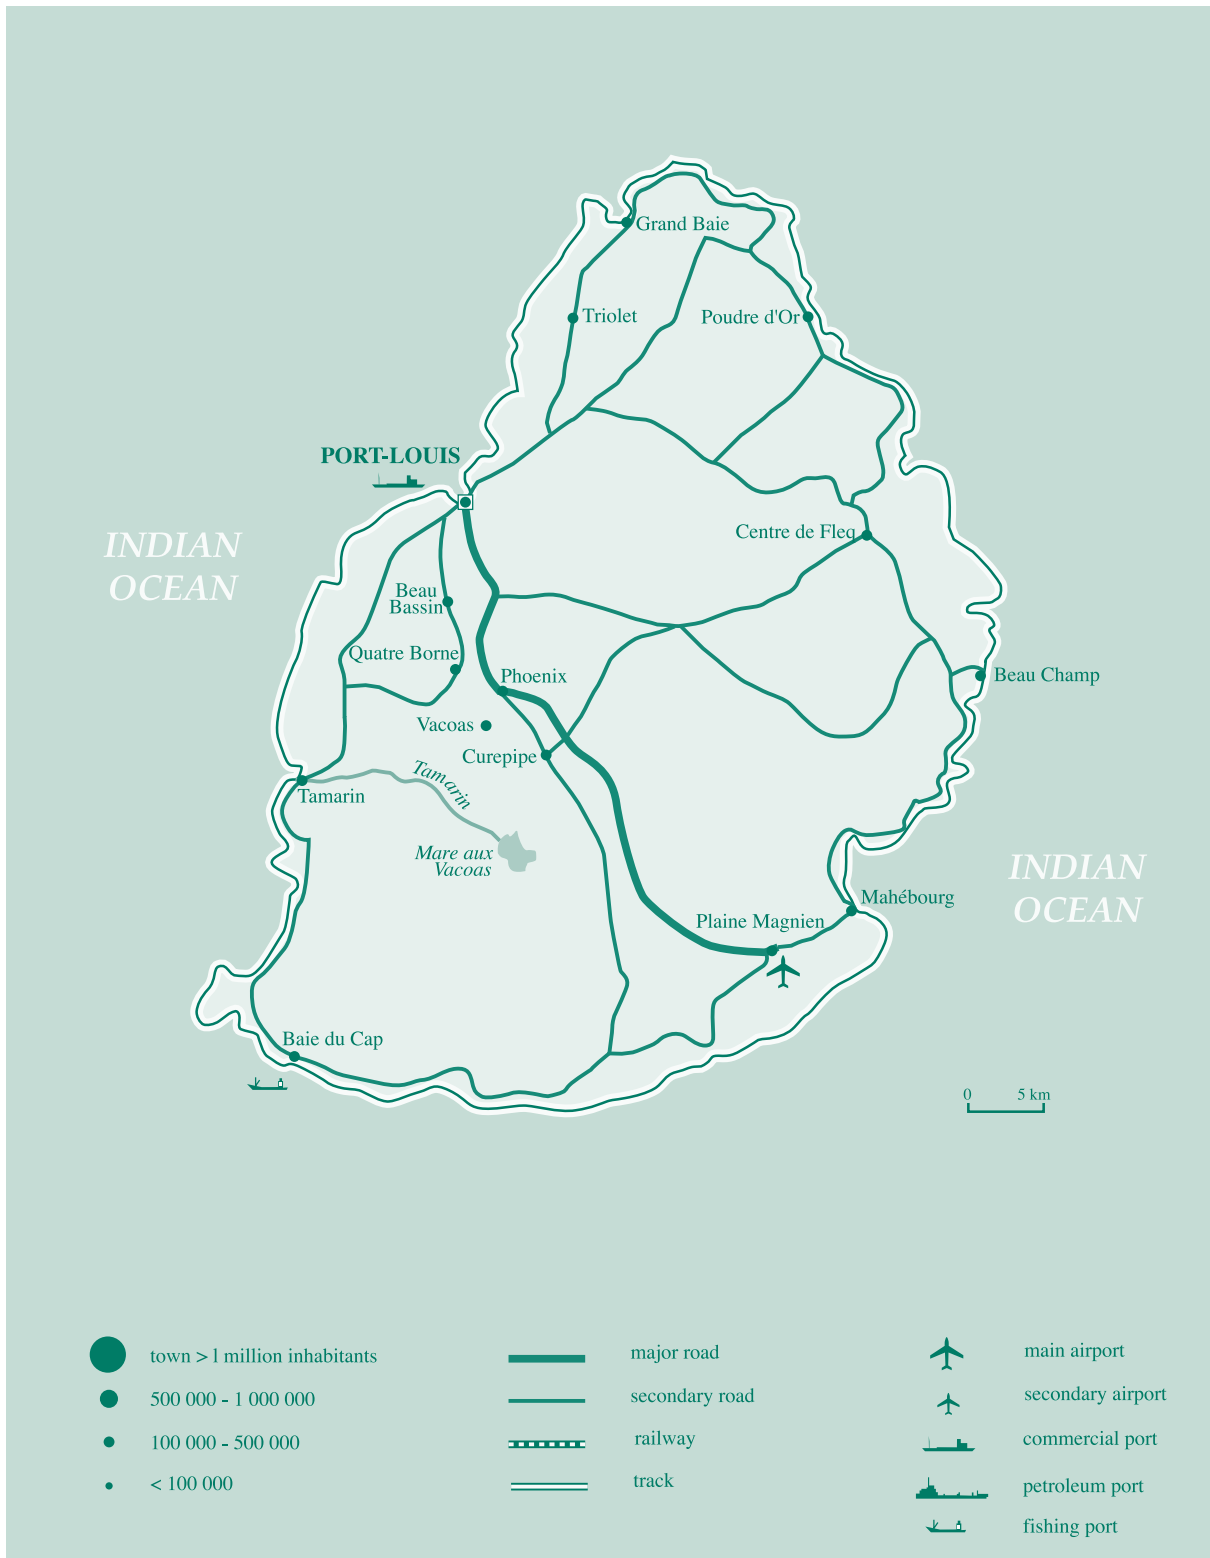 Grand Baie
Triolet
Poudre d'Or
PORT-LOUIS
Centre de Fleq
INDIAN
OCEAN
Beau
Bassin
Quatre Borne
Phoenix
Beau Champ
Vacoas
Curepipe
Tamarin
Tamarin
Mare aux
Vacoas
INDIAN
OCEAN
Mahébourg
Plaine Magnien
Baie du Cap
0 5 km
town > l million inhabitants
500 000 - 1 000 000
100 000 - 500 000
< 100 000
major road
secondary road
railway
track
main airport
secondary airport
commercial port
petroleum port
fishing port